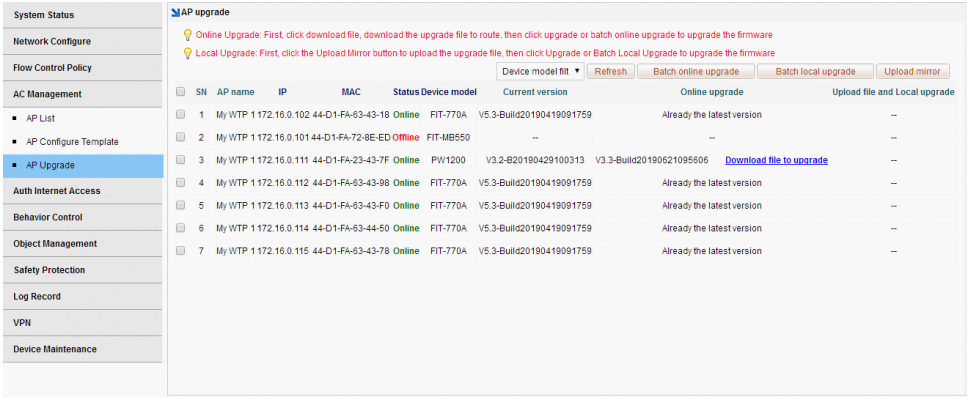 System Status
Network Configure
Flow Control Policy
AC Management
AP List
AP Configure Template
AP Upgrade
Auth Internet Access
Behavior Control
Object Management
Safety Protection
Log Record
VPN
Device Maintenance
AP upgrade
Online Upgrade: First, click download file, download the upgrade file to route, then click upgrade or batch online upgrade to upgrade the firmware
Local Upgrade: First, click the Upload Mirror button to upload the upgrade file, then click Upgrade or Batch Local Upgrade to upgrade the firmware
Device model filt Refresh Batch online upgrade Batch local upgrade Upload mirror
SN AP name IP MAC Status Device model Current version Online upgrade Upload file and Local upgrade
1 My WTP 1 172.16.0.102 44-D1-FA-63-43-18 Online FIT-770A V5.3-Build20190419091759 Already the latest version --
2 My WTP 1 172.16.0.101 44-D1-FA-72-8E-ED Offline FIT-MB550 -- -- --
3 My WTP 1 172.16.0.111 44-D1-FA-23-43-7F Online PW1200 V3.2-B20190429100313 V3.3-Build20190621095606 Download file to upgrade --
4 My WTP 1 172.16.0.112 44-D1-FA-63-43-98 Online FIT-770A V5.3-Build20190419091759 Already the latest version --
5 My WTP 1 172.16.0.113 44-D1-FA-63-43-F0 Online FIT-770A V5.3-Build20190419091759 Already the latest version --
6 My WTP 1 172.16.0.114 44-D1-FA-63-44-50 Online FIT-770A V5.3-Build20190419091759 Already the latest version --
7 My WTP 1 172.16.0.115 44-D1-FA-63-43-78 Online FIT-770A V5.3-Build20190419091759 Already the latest version --